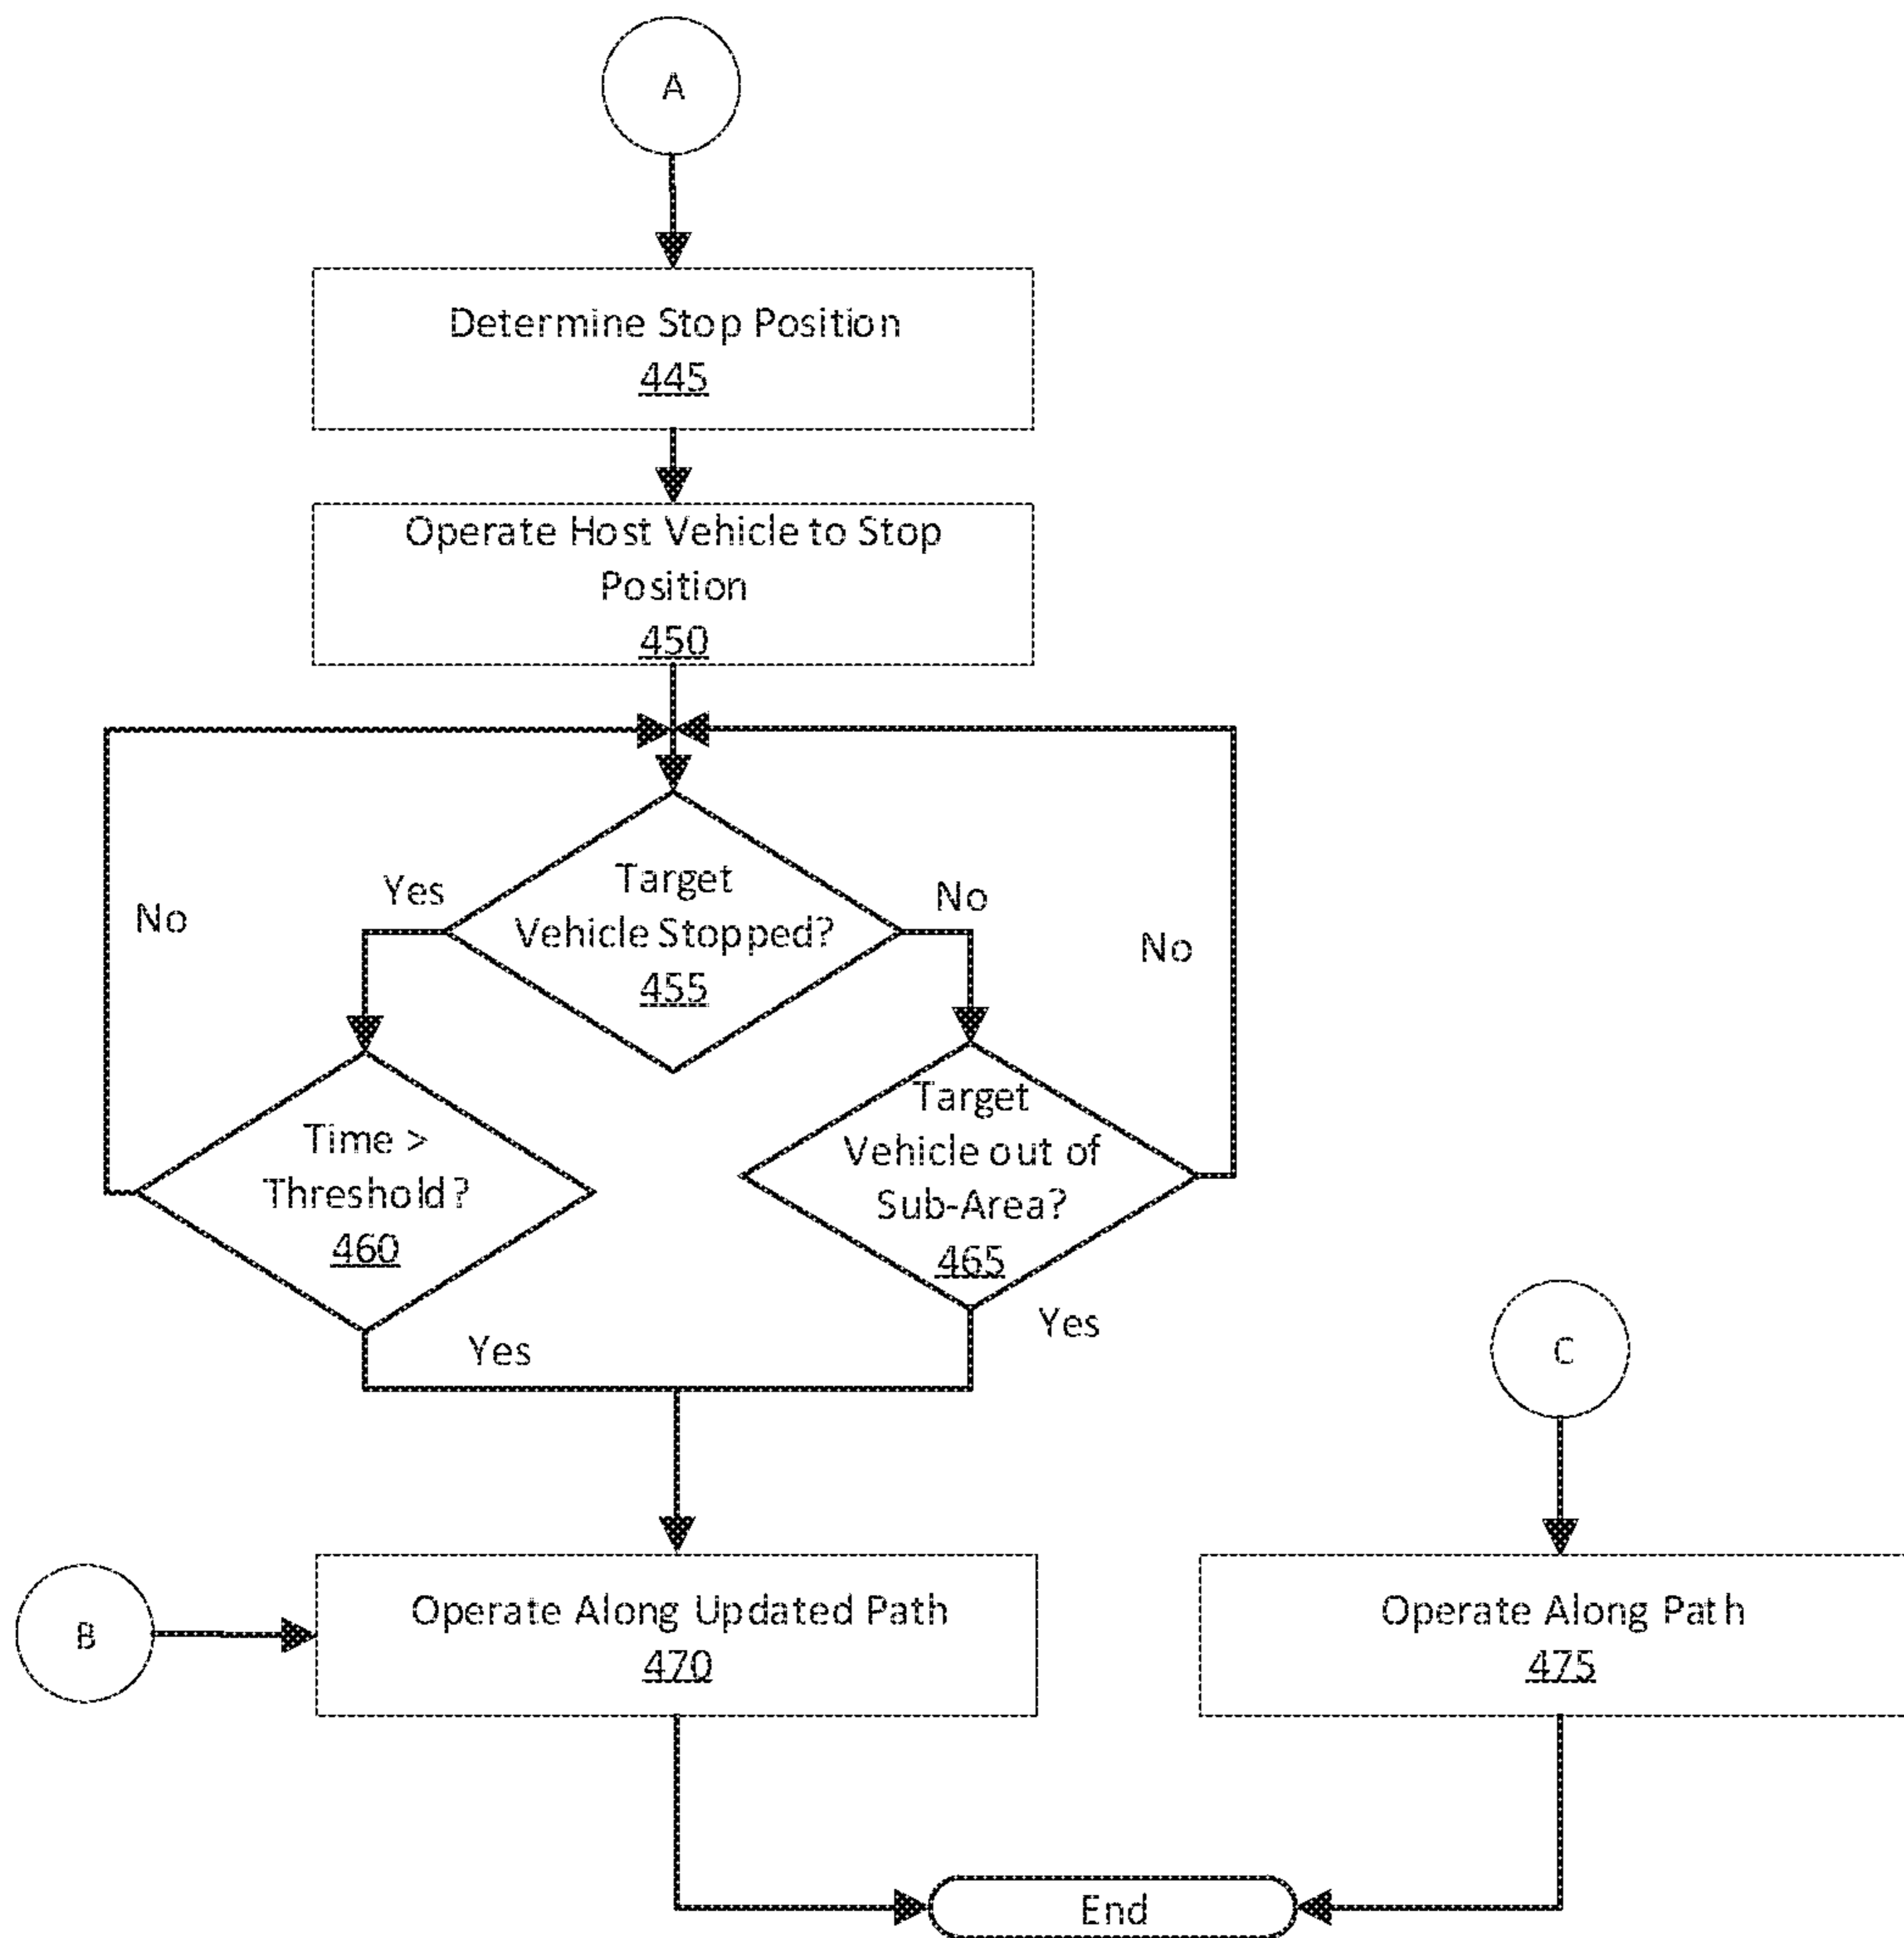 A
Determine Stop Position
445
Operate Host Vehicle to Stop
Position
450
Yes
Target
Vehicle Stopped?
455
No
No
No
Time >
Threshold?
460
Target
Vehicle out of
Sub-Area?
465
Yes
Yes
C
B
Operate Along Updated Path
470
Operate Along Path
475
End